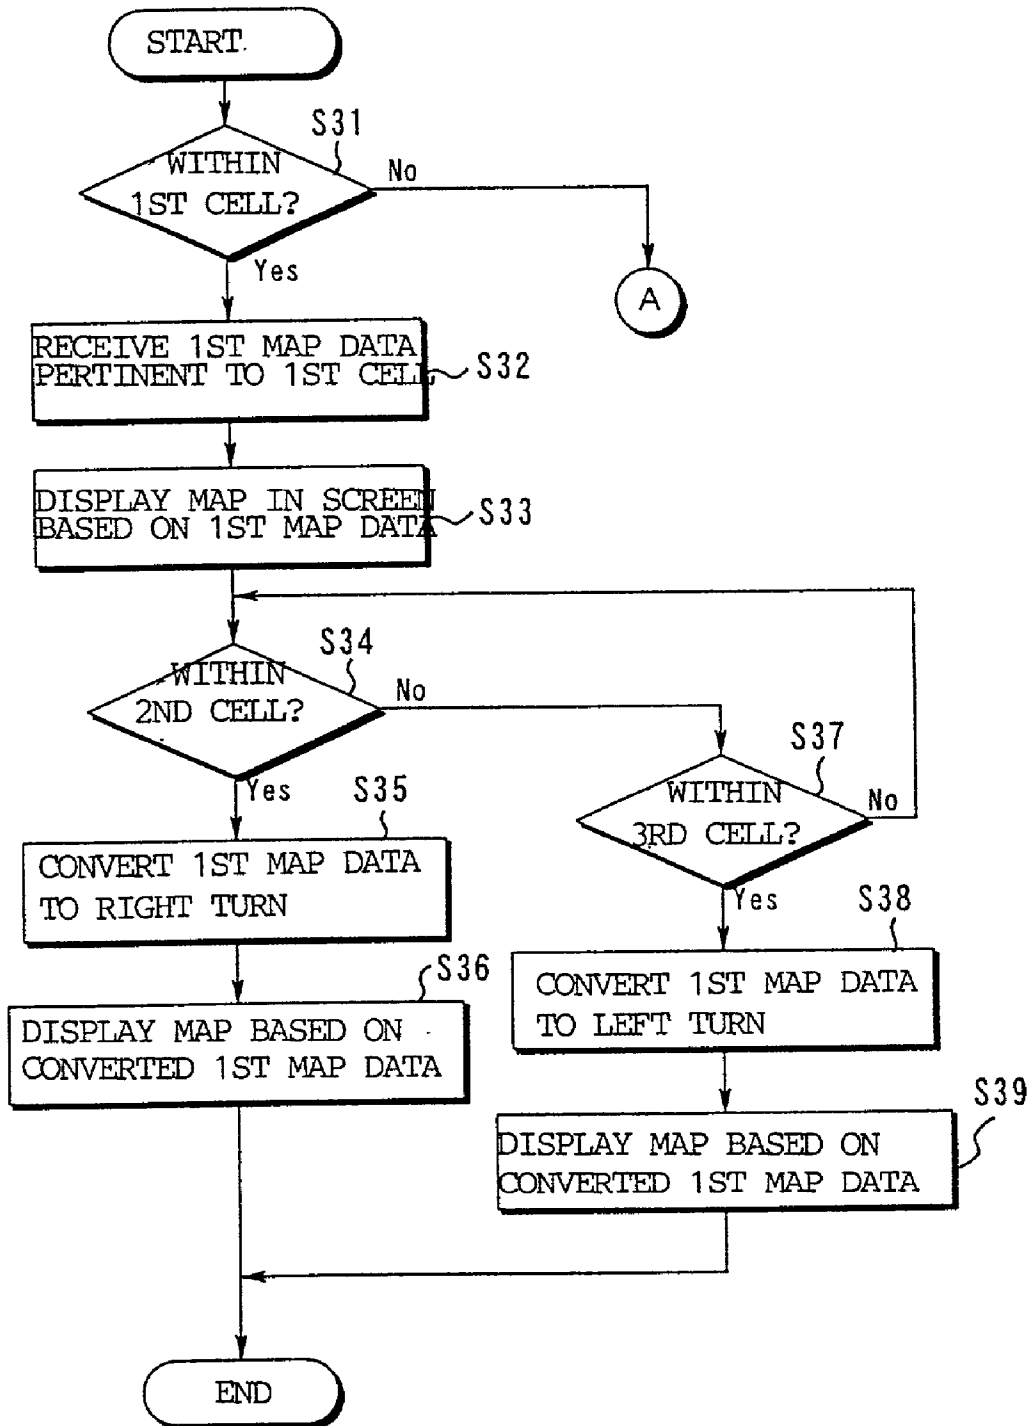 START
S31
WITHIN
1ST CELL?
No
Yes
A
RECEIVE 1ST MAP DATA
PERTINENT TO 1ST CELL
S32
DISPLAY MAP IN SCREEN
BASED ON 1ST MAP DATA
S33
S34
WITHIN
2ND CELL?
No
Yes
S37
WITHIN
3RD CELL?
No
Yes
S35
CONVERT 1ST MAP DATA
TO RIGHT TURN
S38
CONVERT 1ST MAP DATA
TO LEFT TURN
S36
DISPLAY MAP BASED ON
CONVERTED 1ST MAP DATA
S39
DISPLAY MAP BASED ON
CONVERTED 1ST MAP DATA
END